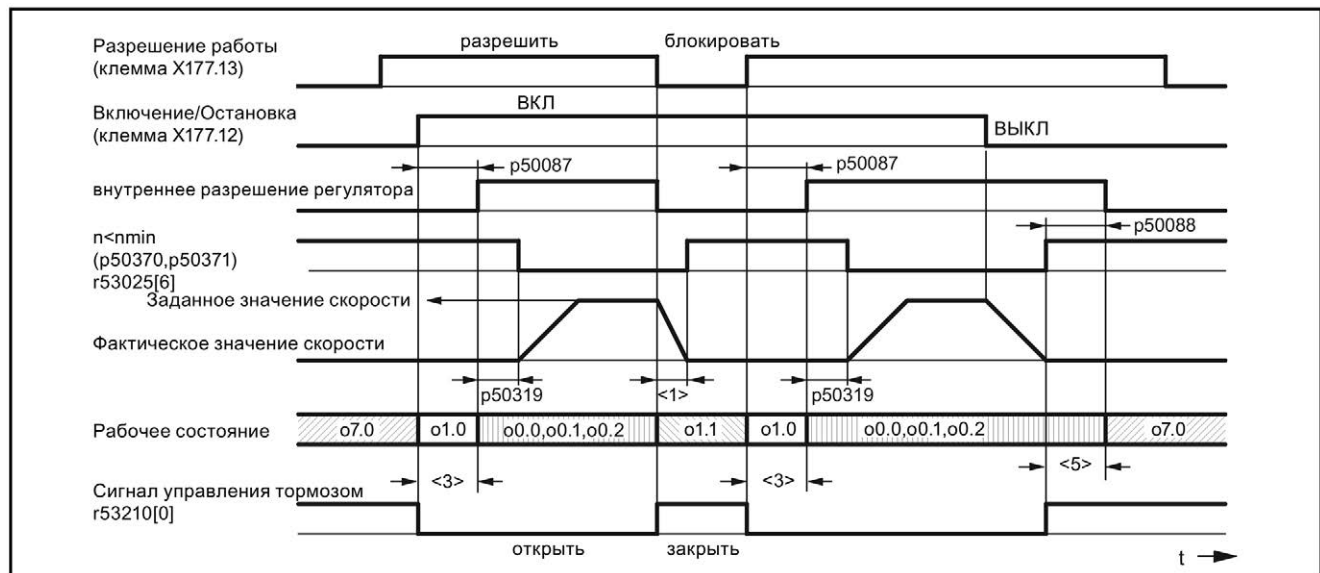 Разрешение работы
(клемма X177.13)
разрешить
блокировать
Включение/Остановка
(клемма X177.12)
ВКЛ
ВЫКЛ
p50087
p50087
внутреннее разрешение регулятора
p50088
n<nmin
(p50370,p50371)
r53025[6]
Заданное значение скорости
Фактическое значение скорости
p50319
<1>
p50319
Рабочее состояние
o7.0
o1.0
o0.0,o0.1,o0.2
o1.1
o1.0
o0.0,o0.1,o0.2
o7.0
<3>
<3>
<5>
Сигнал управления тормозом
r53210[0]
открыть
закрыть
t